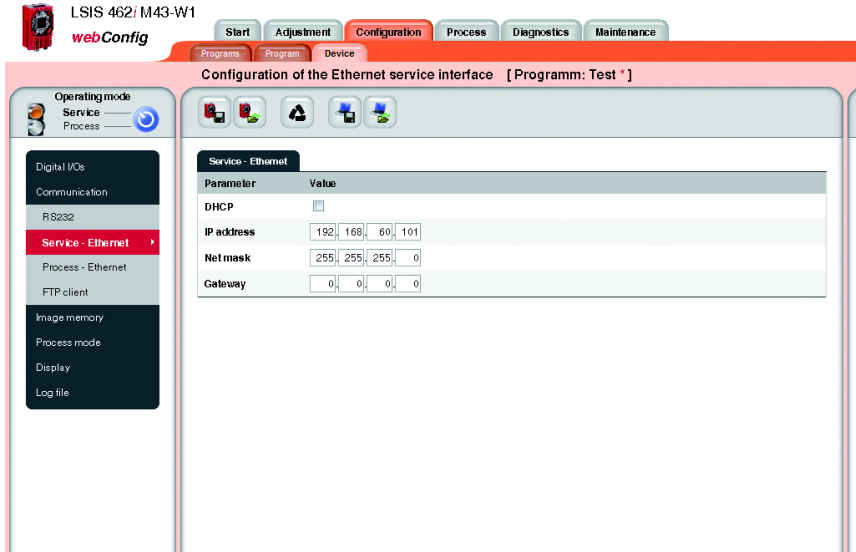 LSIS 462i M43-W1
webConfig
Start Adjustment Configuration Process Diagnostics Maintenance
Programs Program Device
Configuration of the Ethernet service interface [Programm: Test *]
Operating mode
Service
Process
Digital I/Os
Communication
RS232
Service - Ethernet
Process - Ethernet
FTP client
Image memory
Process mode
Display
Log file
Service - Ethernet
Parameter Value
DHCP
IP address 192. 168. 60. 101
Net mask 255. 255. 255. 0
Gateway 0. 0. 0. 0